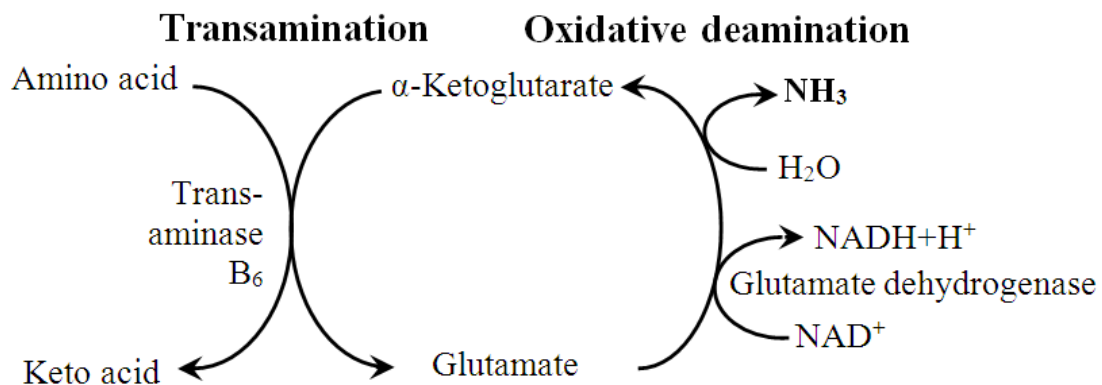 Transamination
Oxidative deamination
Amino acid
α-Ketoglutarate
NH₃
H₂O
Trans-
aminase
B₆
NADH+H⁺
Glutamate dehydrogenase
NAD⁺
Keto acid
Glutamate